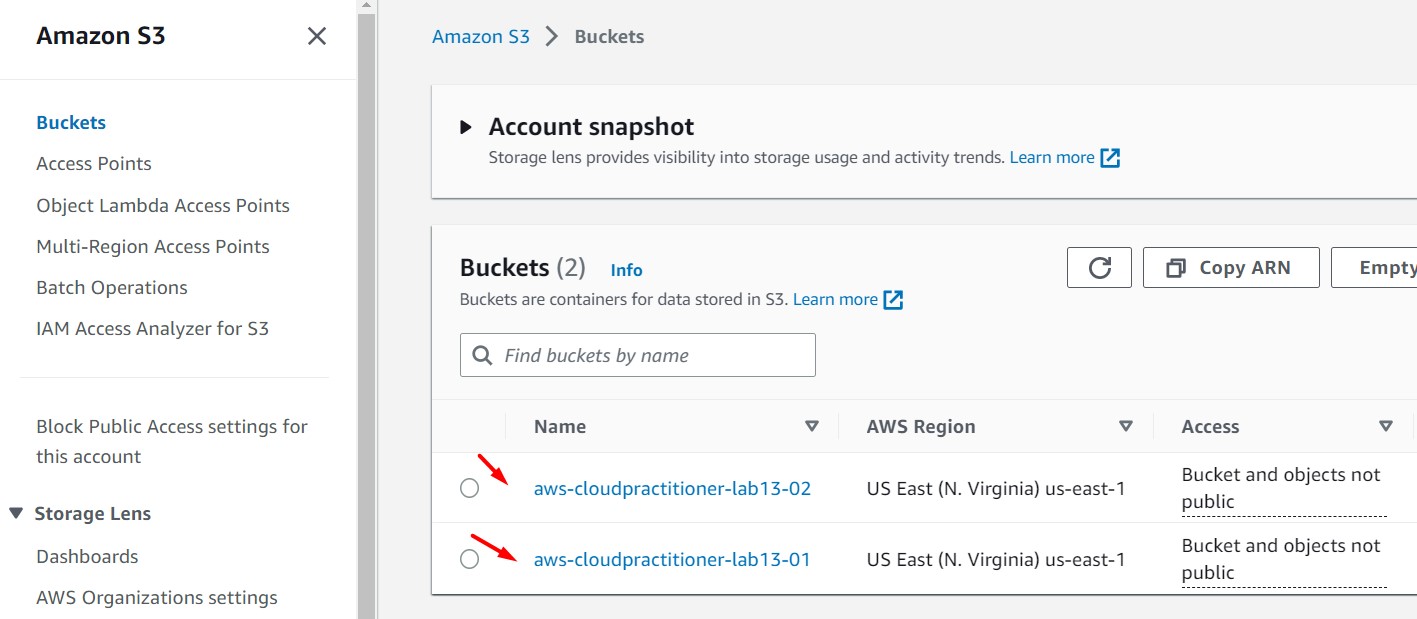 Amazon S3
Buckets
Access Points
Object Lambda Access Points
Multi-Region Access Points
Batch Operations
IAM Access Analyzer for S3
Block Public Access settings for
this account
Storage Lens
Dashboards
AWS Organizations settings
Amazon S3 > Buckets
Account snapshot
Storage lens provides visibility into storage usage and activity trends. Learn more
Buckets (2) Info
Buckets are containers for data stored in S3. Learn more
Copy ARN
Empty
Find buckets by name
Name AWS Region Access
aws-cloudpractitioner-lab13-02 US East (N. Virginia) us-east-1 Bucket and objects not
public
aws-cloudpractitioner-lab13-01 US East (N. Virginia) us-east-1 Bucket and objects not
public